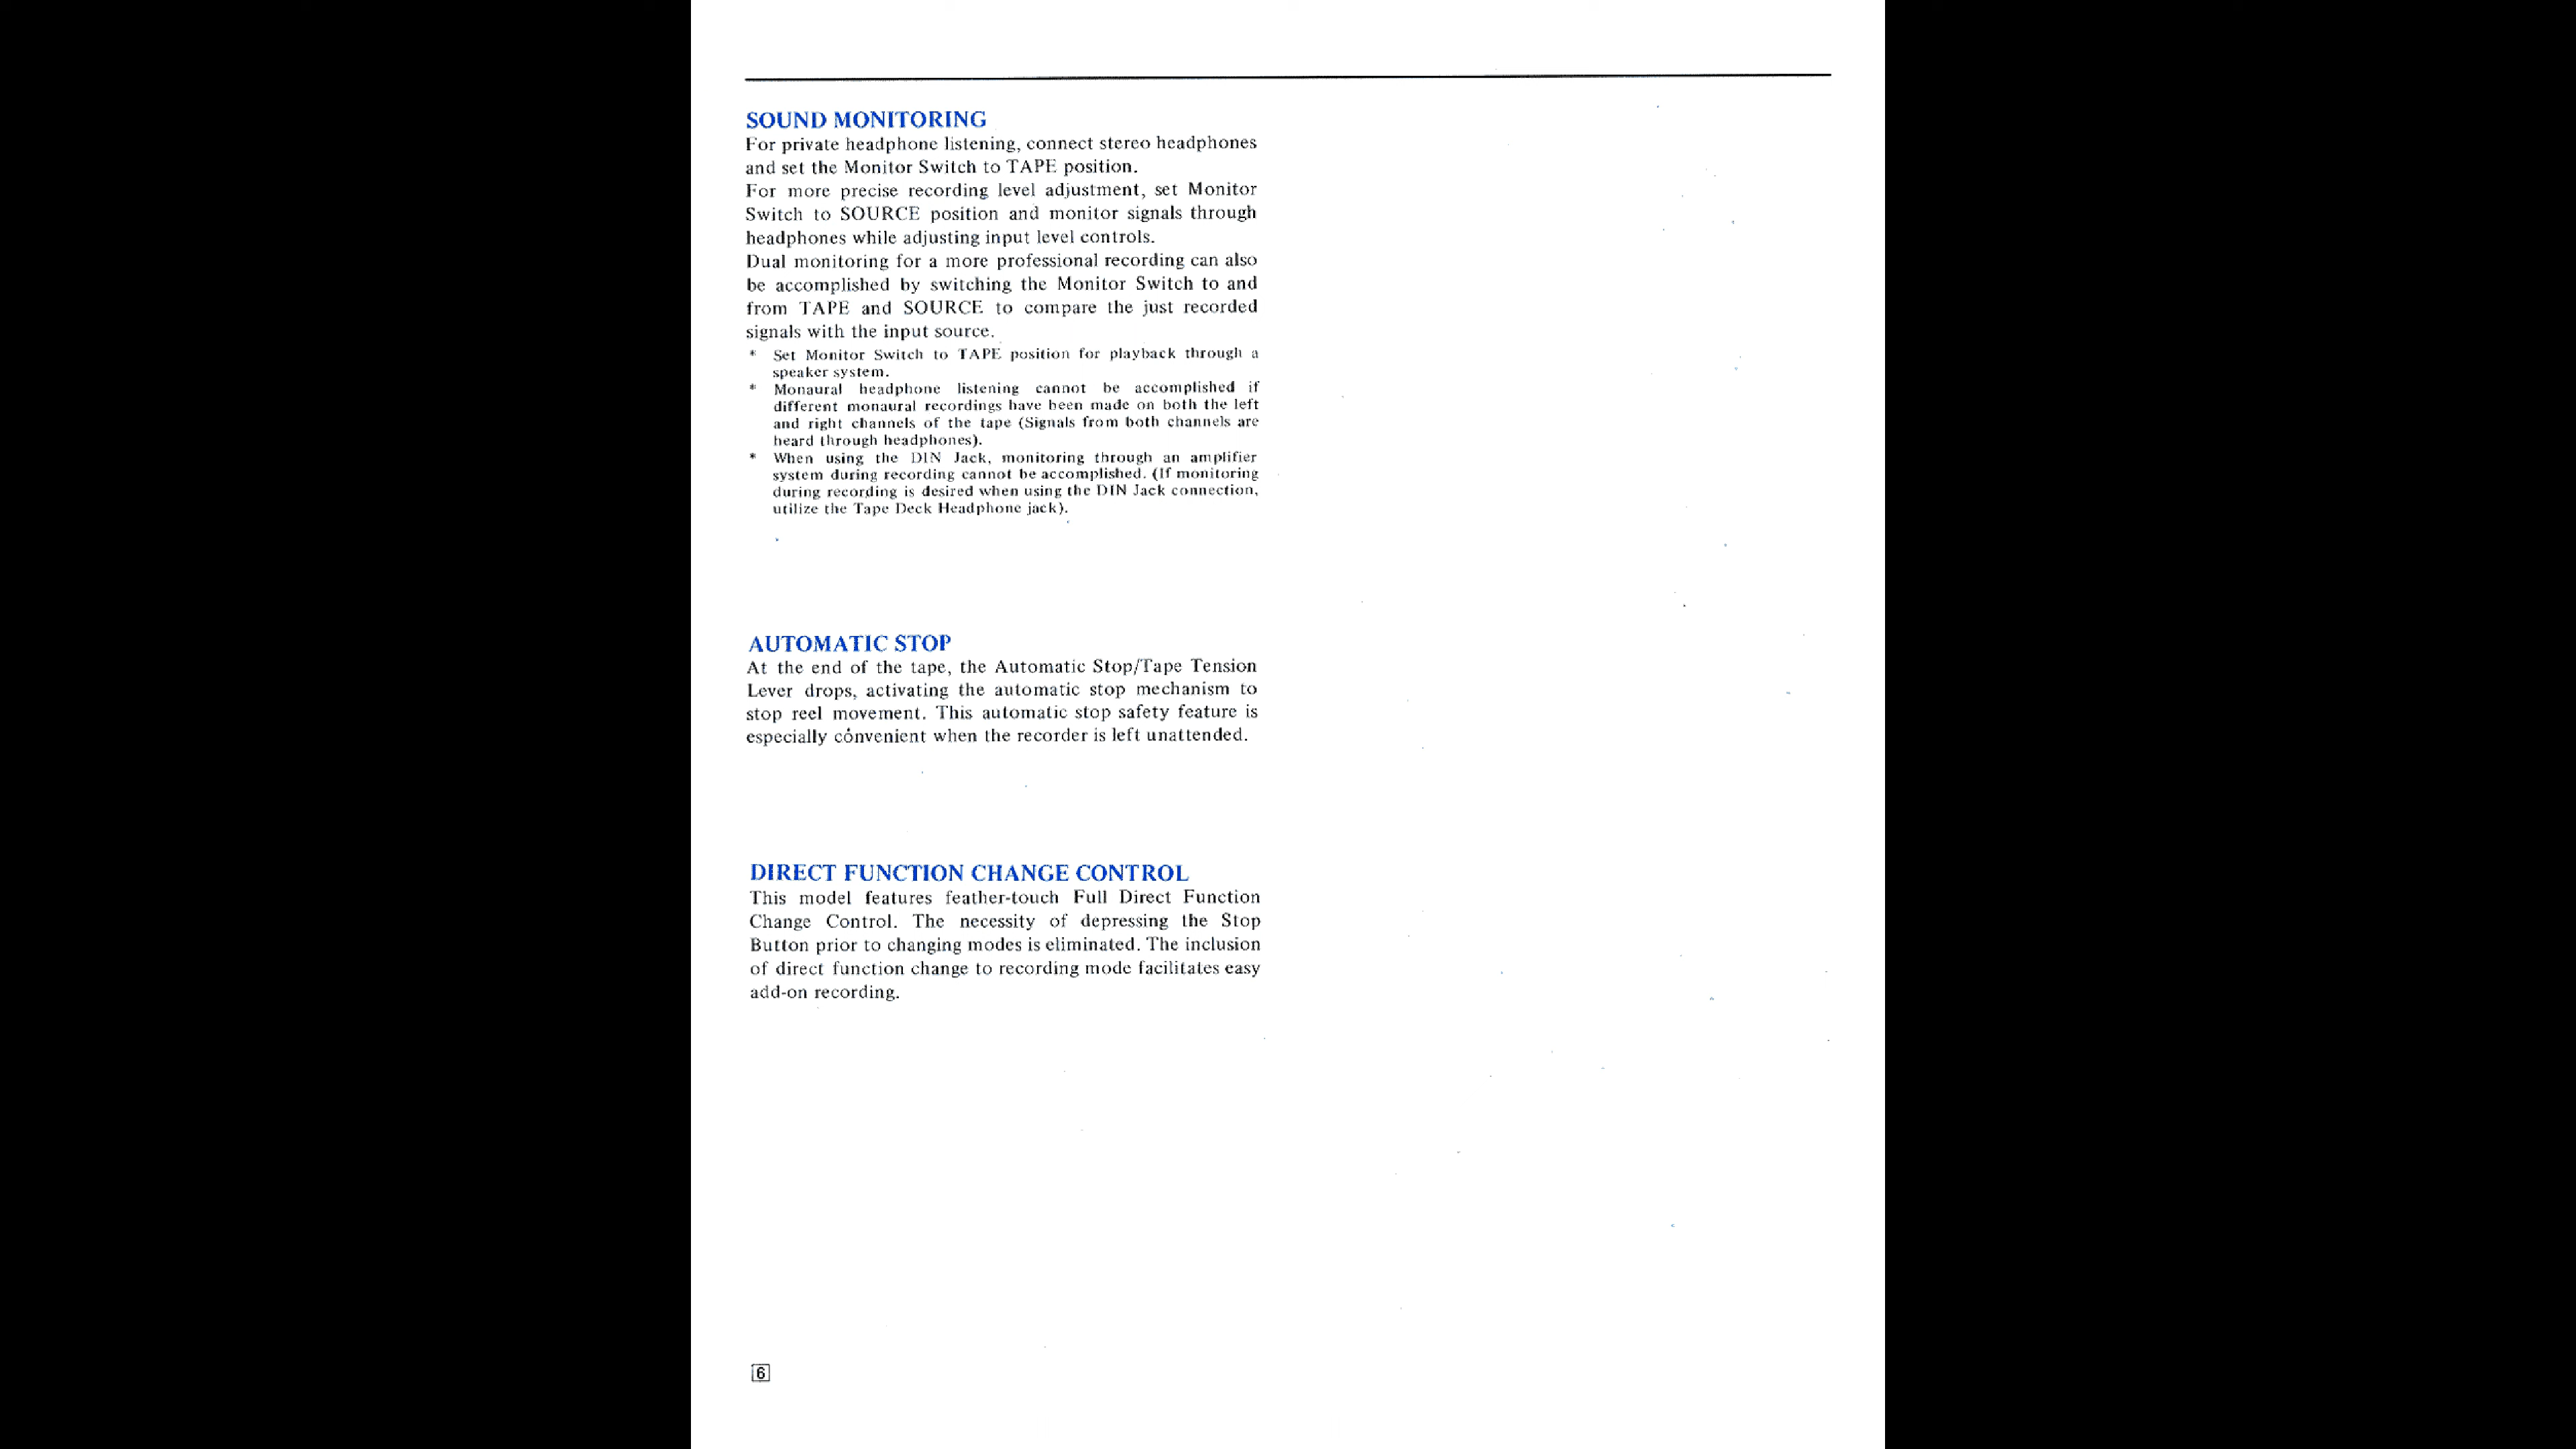 SOUND MONITORING
For private headphone listening, connect stereo headphones
and set the Monitor Switch to TAPE position.
For more precise recording level adjustment, set Monitor
Switch to SOURCE position and monitor signals through
headphones while adjusting input level controls.
Dual monitoring for a more professional recording can also
be accomplished by switching the Monitor Switch to and
from TAPE and SOURCE to compare the just recorded
signals with the input source.
* Set Monitor Switch to TAPE position for playback through a
speaker system.
* Monaural headphone listening cannot be accomplished if
different monaural recordings have been made on both the left
and right channels of the tape (Signals from both channels are
heard through headphones).
* When using the DIN Jack, monitoring through an amplifier
system during recording cannot be accomplished. (If monitoring
during recording is desired when using the DIN Jack connection,
utilize the Tape Deck Headphone jack).
AUTOMATIC STOP
At the end of the tape, the Automatic Stop/Tape Tension
Lever drops, activating the automatic stop mechanism to
stop reel movement. This automatic stop safety feature is
especially convenient when the recorder is left unattended.
DIRECT FUNCTION CHANGE CONTROL
This model features feather-touch Full Direct Function
Change Control. The necessity of depressing the Stop
Button prior to changing modes is eliminated. The inclusion
of direct function change to recording mode facilitates easy
add-on recording.
6